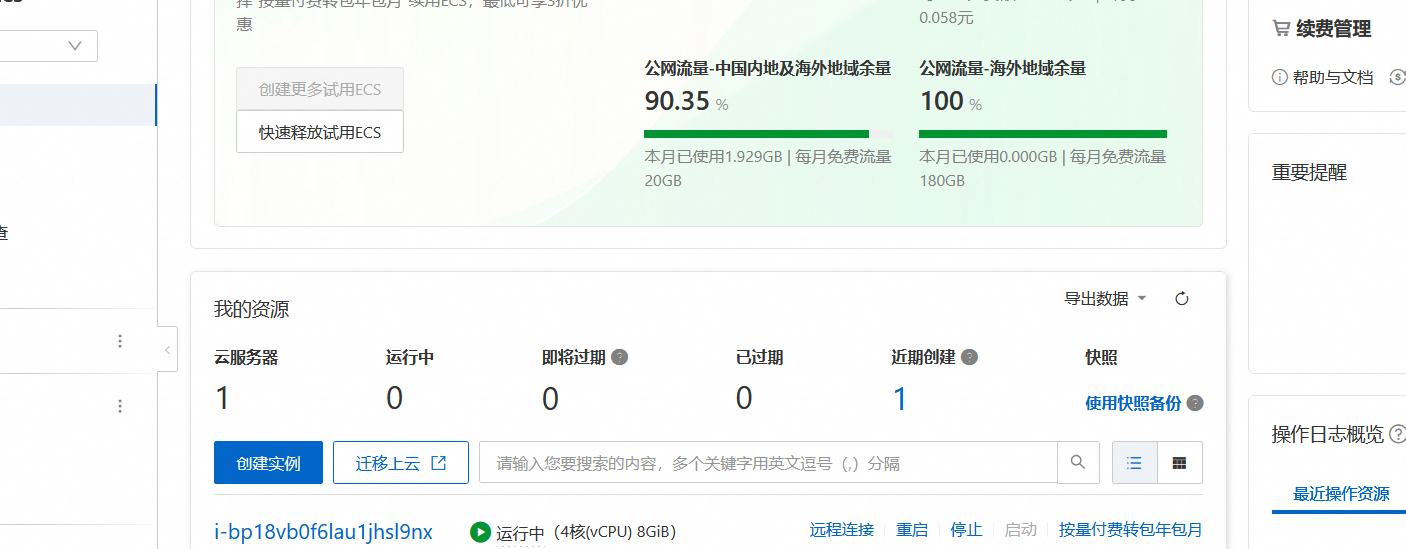 择“按量付费转包年包月”续用ECS，最低可享3折优
惠
0.058元
创建更多试用ECS
快速释放试用ECS
公网流量-中国内地及海外地域余量
90.35 %
本月已使用1.929GB | 每月免费流量
20GB
公网流量-海外地域余量
100 %
本月已使用0.000GB | 每月免费流量
180GB
续费管理
帮助与文档
重要提醒
查
我的资源
导出数据
云服务器
1
运行中
0
即将过期
0
已过期
0
近期创建
1
快照
使用快照备份
创建实例
迁移上云
请输入您要搜索的内容，多个关键字用英文逗号（,）分隔
i-bp18vb0f6lau1jhsl9nx
运行中（4核(vCPU) 8GiB）
远程连接
重启
停止
启动
按量付费转包年包月
操作日志概览
最近操作资源